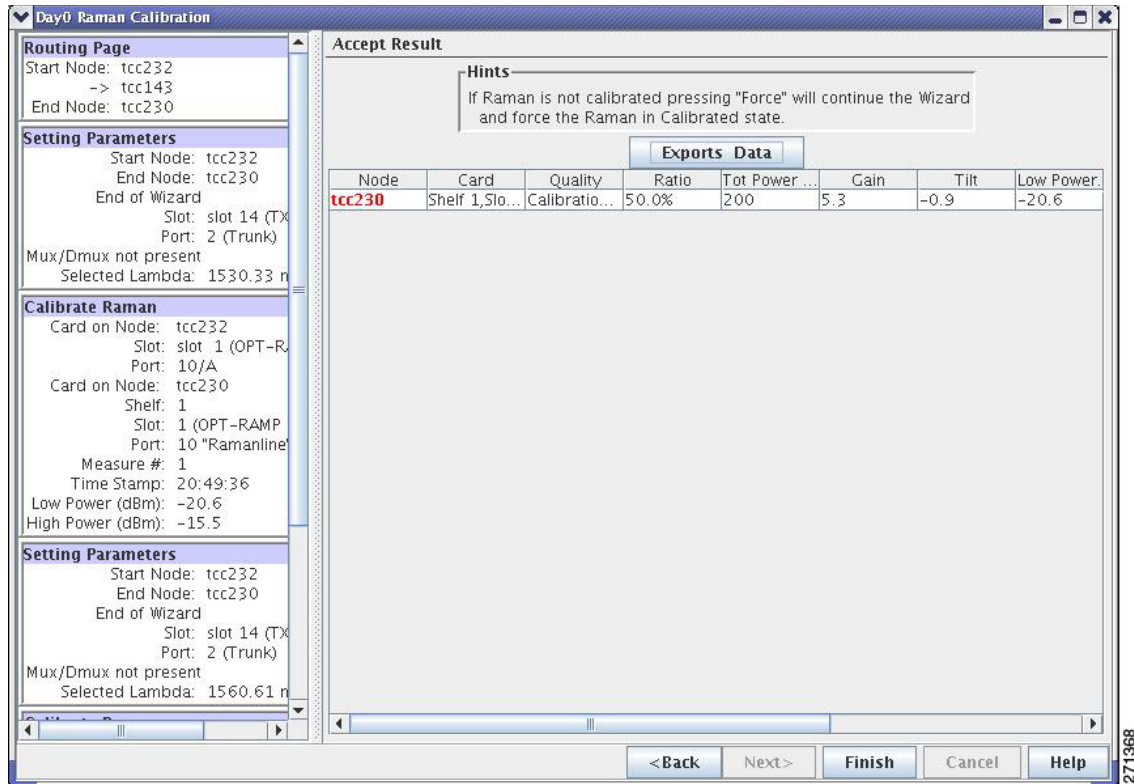 Day0 Raman Calibration
Routing Page
Start Node: tcc232
-> tcc143
End Node: tcc230
Setting Parameters
Start Node: tcc232
End Node: tcc230
End of Wizard
Slot: slot 14 (TX
Port: 2 (Trunk)
Mux/Dmux not present
Selected Lambda: 1530.33 n
Calibrate Raman
Card on Node: tcc232
Slot: slot 1 (OPT-RA
Port: 10/A
Card on Node: tcc230
Shelf: 1
Slot: 1 (OPT-RAMP
Port: 10 "Ramanline"
Measure #: 1
Time Stamp: 20:49:36
Low Power (dBm): -20.6
High Power (dBm): -15.5
Setting Parameters
Start Node: tcc232
End Node: tcc230
End of Wizard
Slot: slot 14 (TX
Port: 2 (Trunk)
Mux/Dmux not present
Selected Lambda: 1560.61 n
Accept Result
Hints
If Raman is not calibrated pressing "Force" will continue the Wizard
and force the Raman in Calibrated state.
Exports Data
Node Card Quality Ratio Tot Power ... Gain Tilt Low Power.
tcc230 Shelf 1,Slo... Calibratio... 50.0% 200 5.3 -0.9 -20.6
<Back Next> Finish Cancel Help
271368